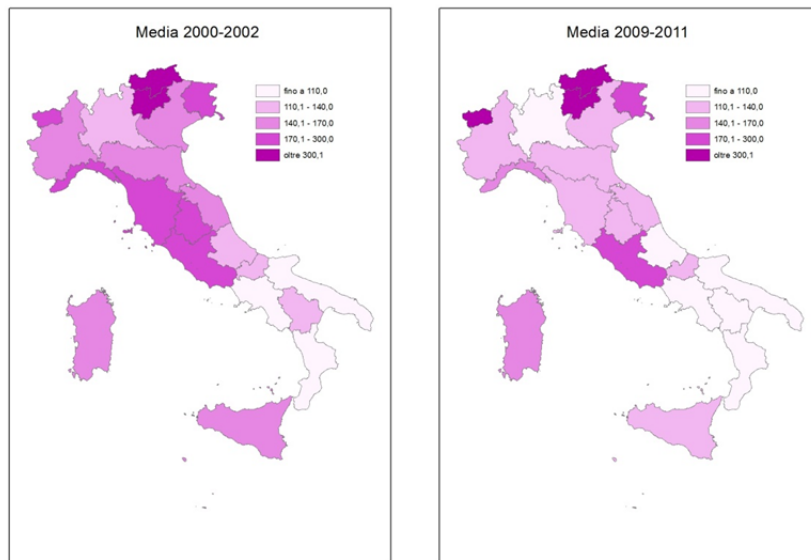 Media 2000-2002
fino a 110,0
110,1 - 140,0
140,1 - 170,0
170,1 - 300,0
oltre 300,1
Media 2009-2011
fino a 110,0
110,1 - 140,0
140,1 - 170,0
170,1 - 300,0
oltre 300,1